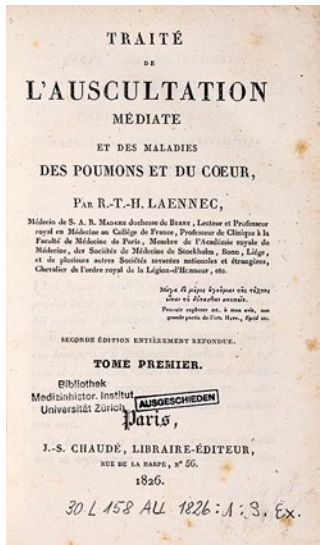 TRAITÉ
DE
L'AUSCULTATION
MÉDIATE
ET DES MALADIES
DES POUMONS ET DU CŒUR,
PAR R.-T.-H. LAENNEC,
Médecin de S. A. R. MADAME duchesse de BERRY, Lecteur et Professeur
royal en Médecine au Collége de France, Professeur de Clinique à la
Faculté de Médecine de Paris, Membre de l'Académie royale de
Médecine, des Sociétés de Médecine de Stockholm, Bonn, Liége,
et de plusieurs autres Sociétés savantes nationales et étrangères,
Chevalier de l'ordre royal de la Légion-d'Honneur, etc.
Pouvoir explorer est, à mon avis, une
grande partie de l'art. HIPP.,
SECONDE ÉDITION ENTIÈREMENT REFONDUE.
TOME PREMIER.
Bibliothek
Medizinhistor. Institut
Universität Zürich
AUSGESCHIEDEN
Paris,
J.-S. CHAUDÉ, LIBRAIRE-ÉDITEUR,
RUE DE LA HARPE, Nº 56.
1826.
30 L 158 ALL 1826:1:3. Ex.